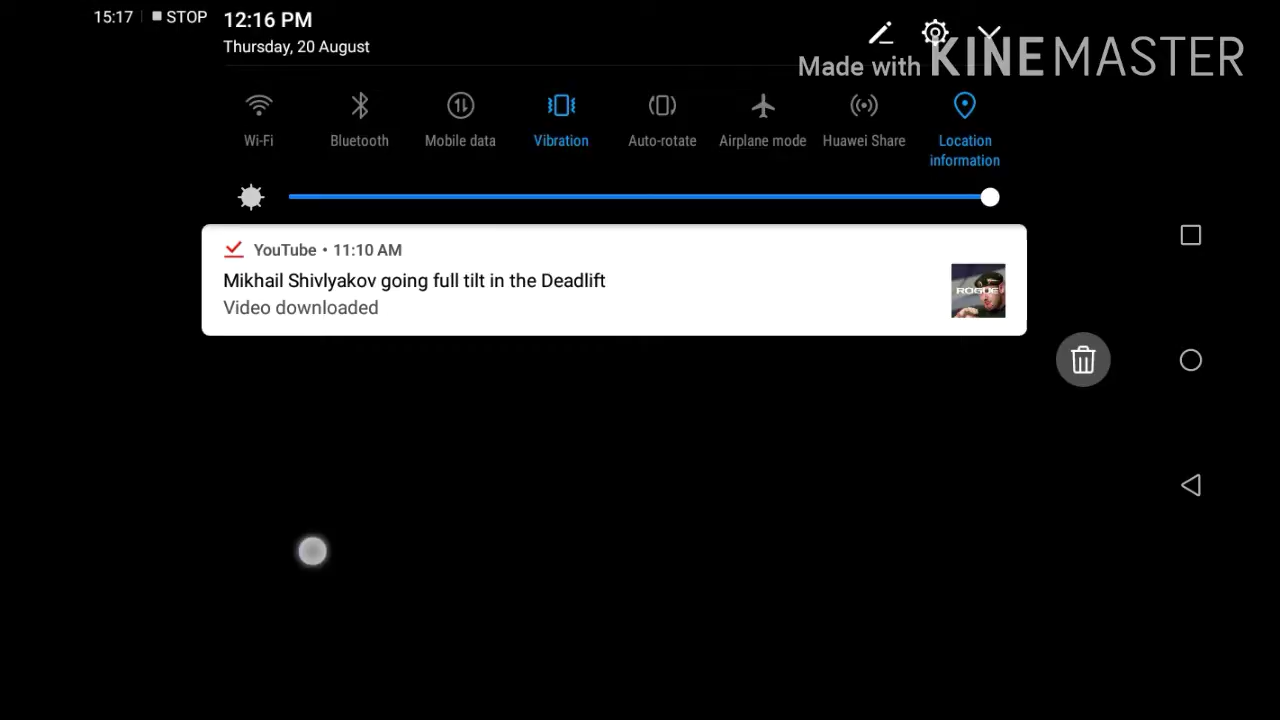 15:17 STOP 12:16 PM
Thursday, 20 August
Made with KINEMASTER
Wi-Fi Bluetooth Mobile data Vibration Auto-rotate Airplane mode Huawei Share Location
information
YouTube • 11:10 AM
Mikhail Shivlyakov going full tilt in the Deadlift
Video downloaded
ROGUE